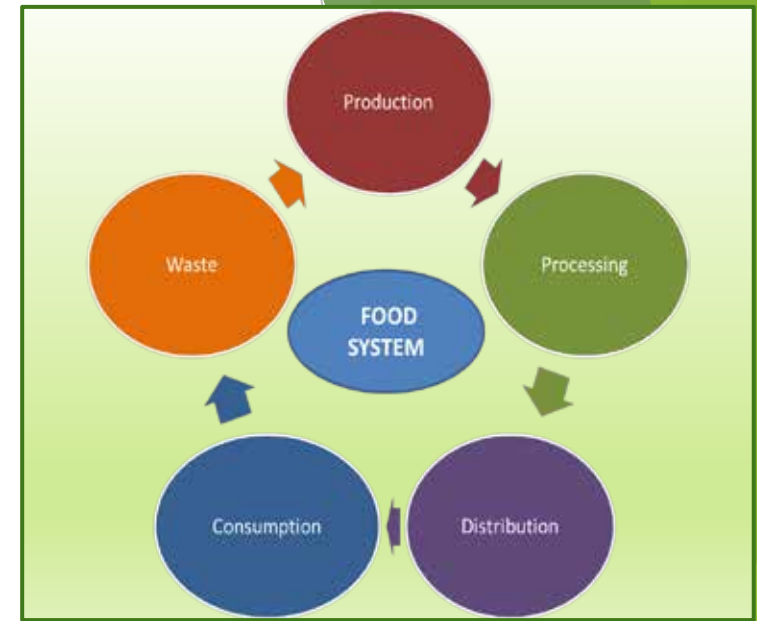 Production
Processing
Distribution
Consumption
Waste
FOOD
SYSTEM